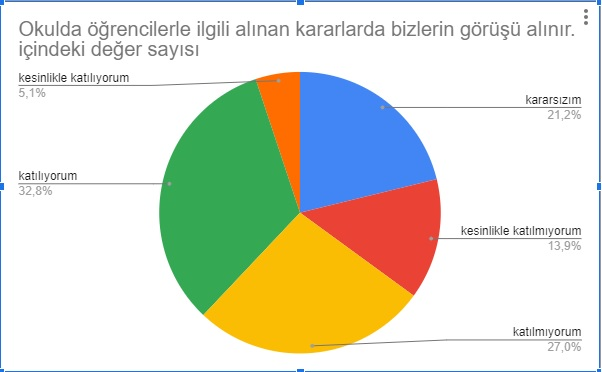 Okulda öğrencilerle ilgili alınan kararlarda bizlerin görüşü alınır.
içindeki değer sayısı
kesinlikle katılıyorum
5,1%
kararsızım
21,2%
katılıyorum
32,8%
kesinlikle katılmıyorum
13,9%
katılmıyorum
27,0%